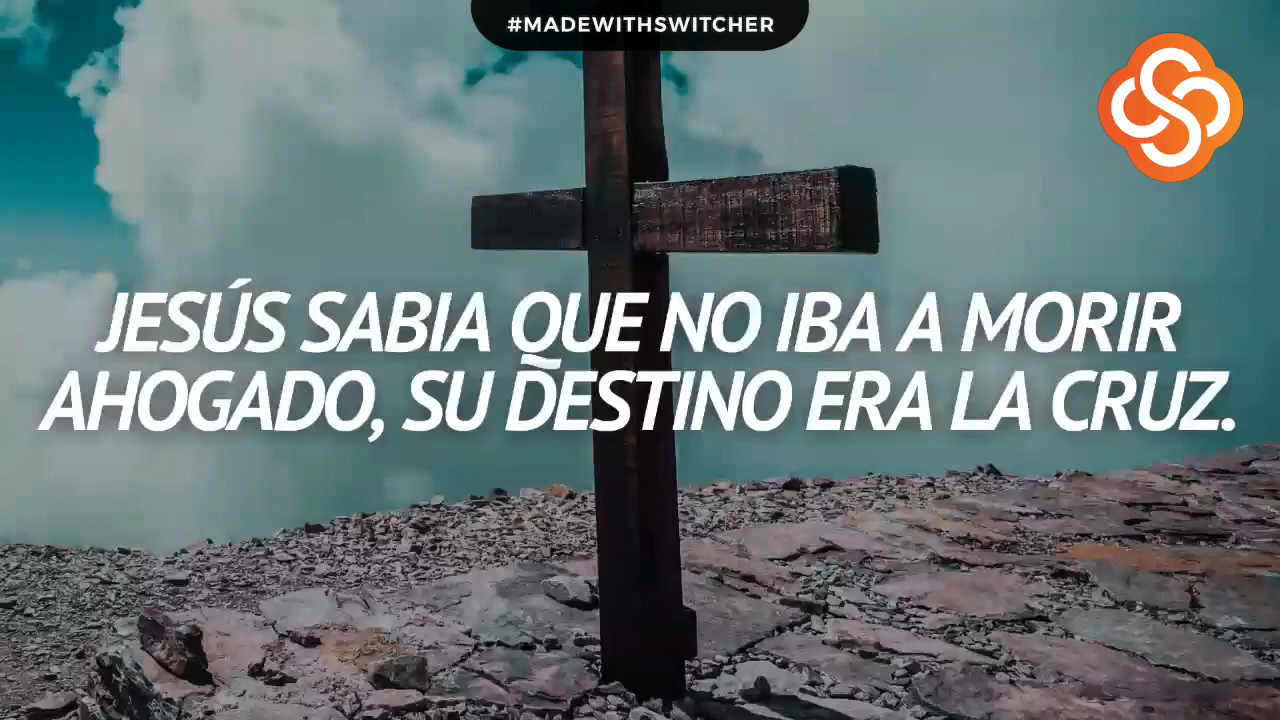 #MADEWITHSWITCHER
JESÚS SABIA QUE NO IBA A MORIR
AHOGADO, SU DESTINO ERA LA CRUZ.